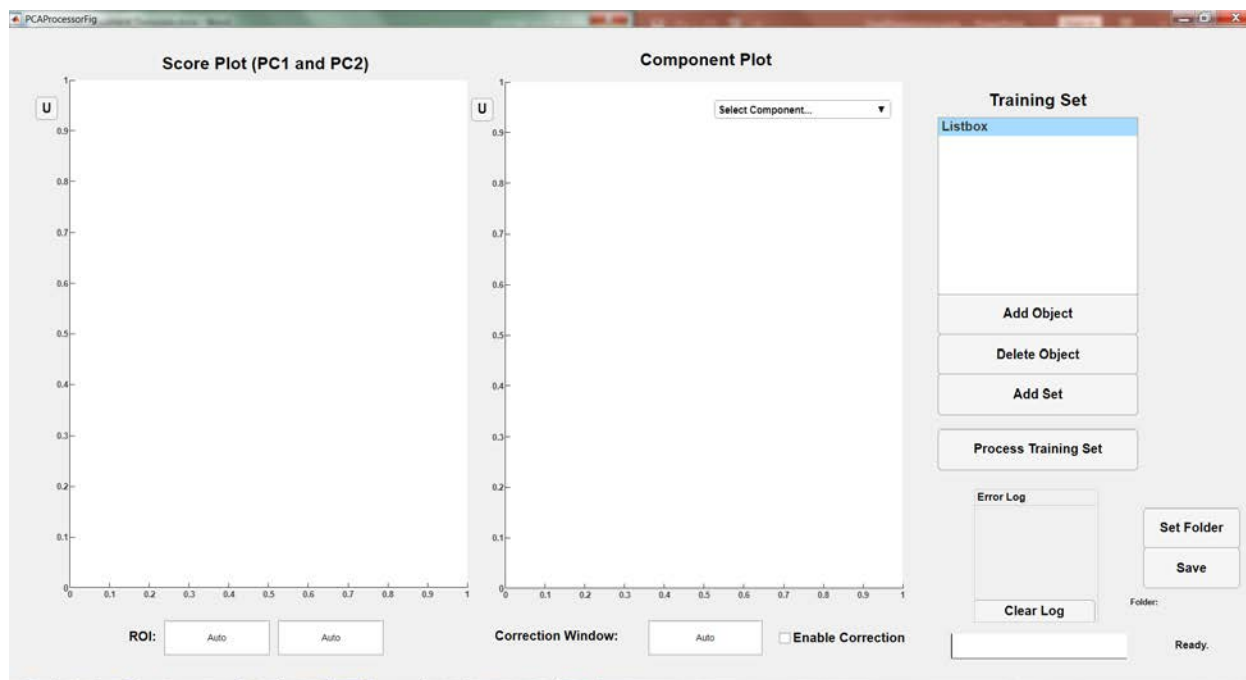 PCAProcessorFig
Score Plot (PC1 and PC2)
Component Plot
U
U
Select Component...
Training Set
Listbox
1
0.9
0.8
0.7
0.6
0.5
0.4
0.3
0.2
0.1
0
0 0.1 0.2 0.3 0.4 0.5 0.6 0.7 0.8 0.9 1
1
0.9
0.8
0.7
0.6
0.5
0.4
0.3
0.2
0.1
0
0 0.1 0.2 0.3 0.4 0.5 0.6 0.7 0.8 0.9 1
Add Object
Delete Object
Add Set
Process Training Set
Error Log
Clear Log
Set Folder
Save
Folder:
ROI: Auto Auto
Correction Window: Auto Enable Correction
Ready.